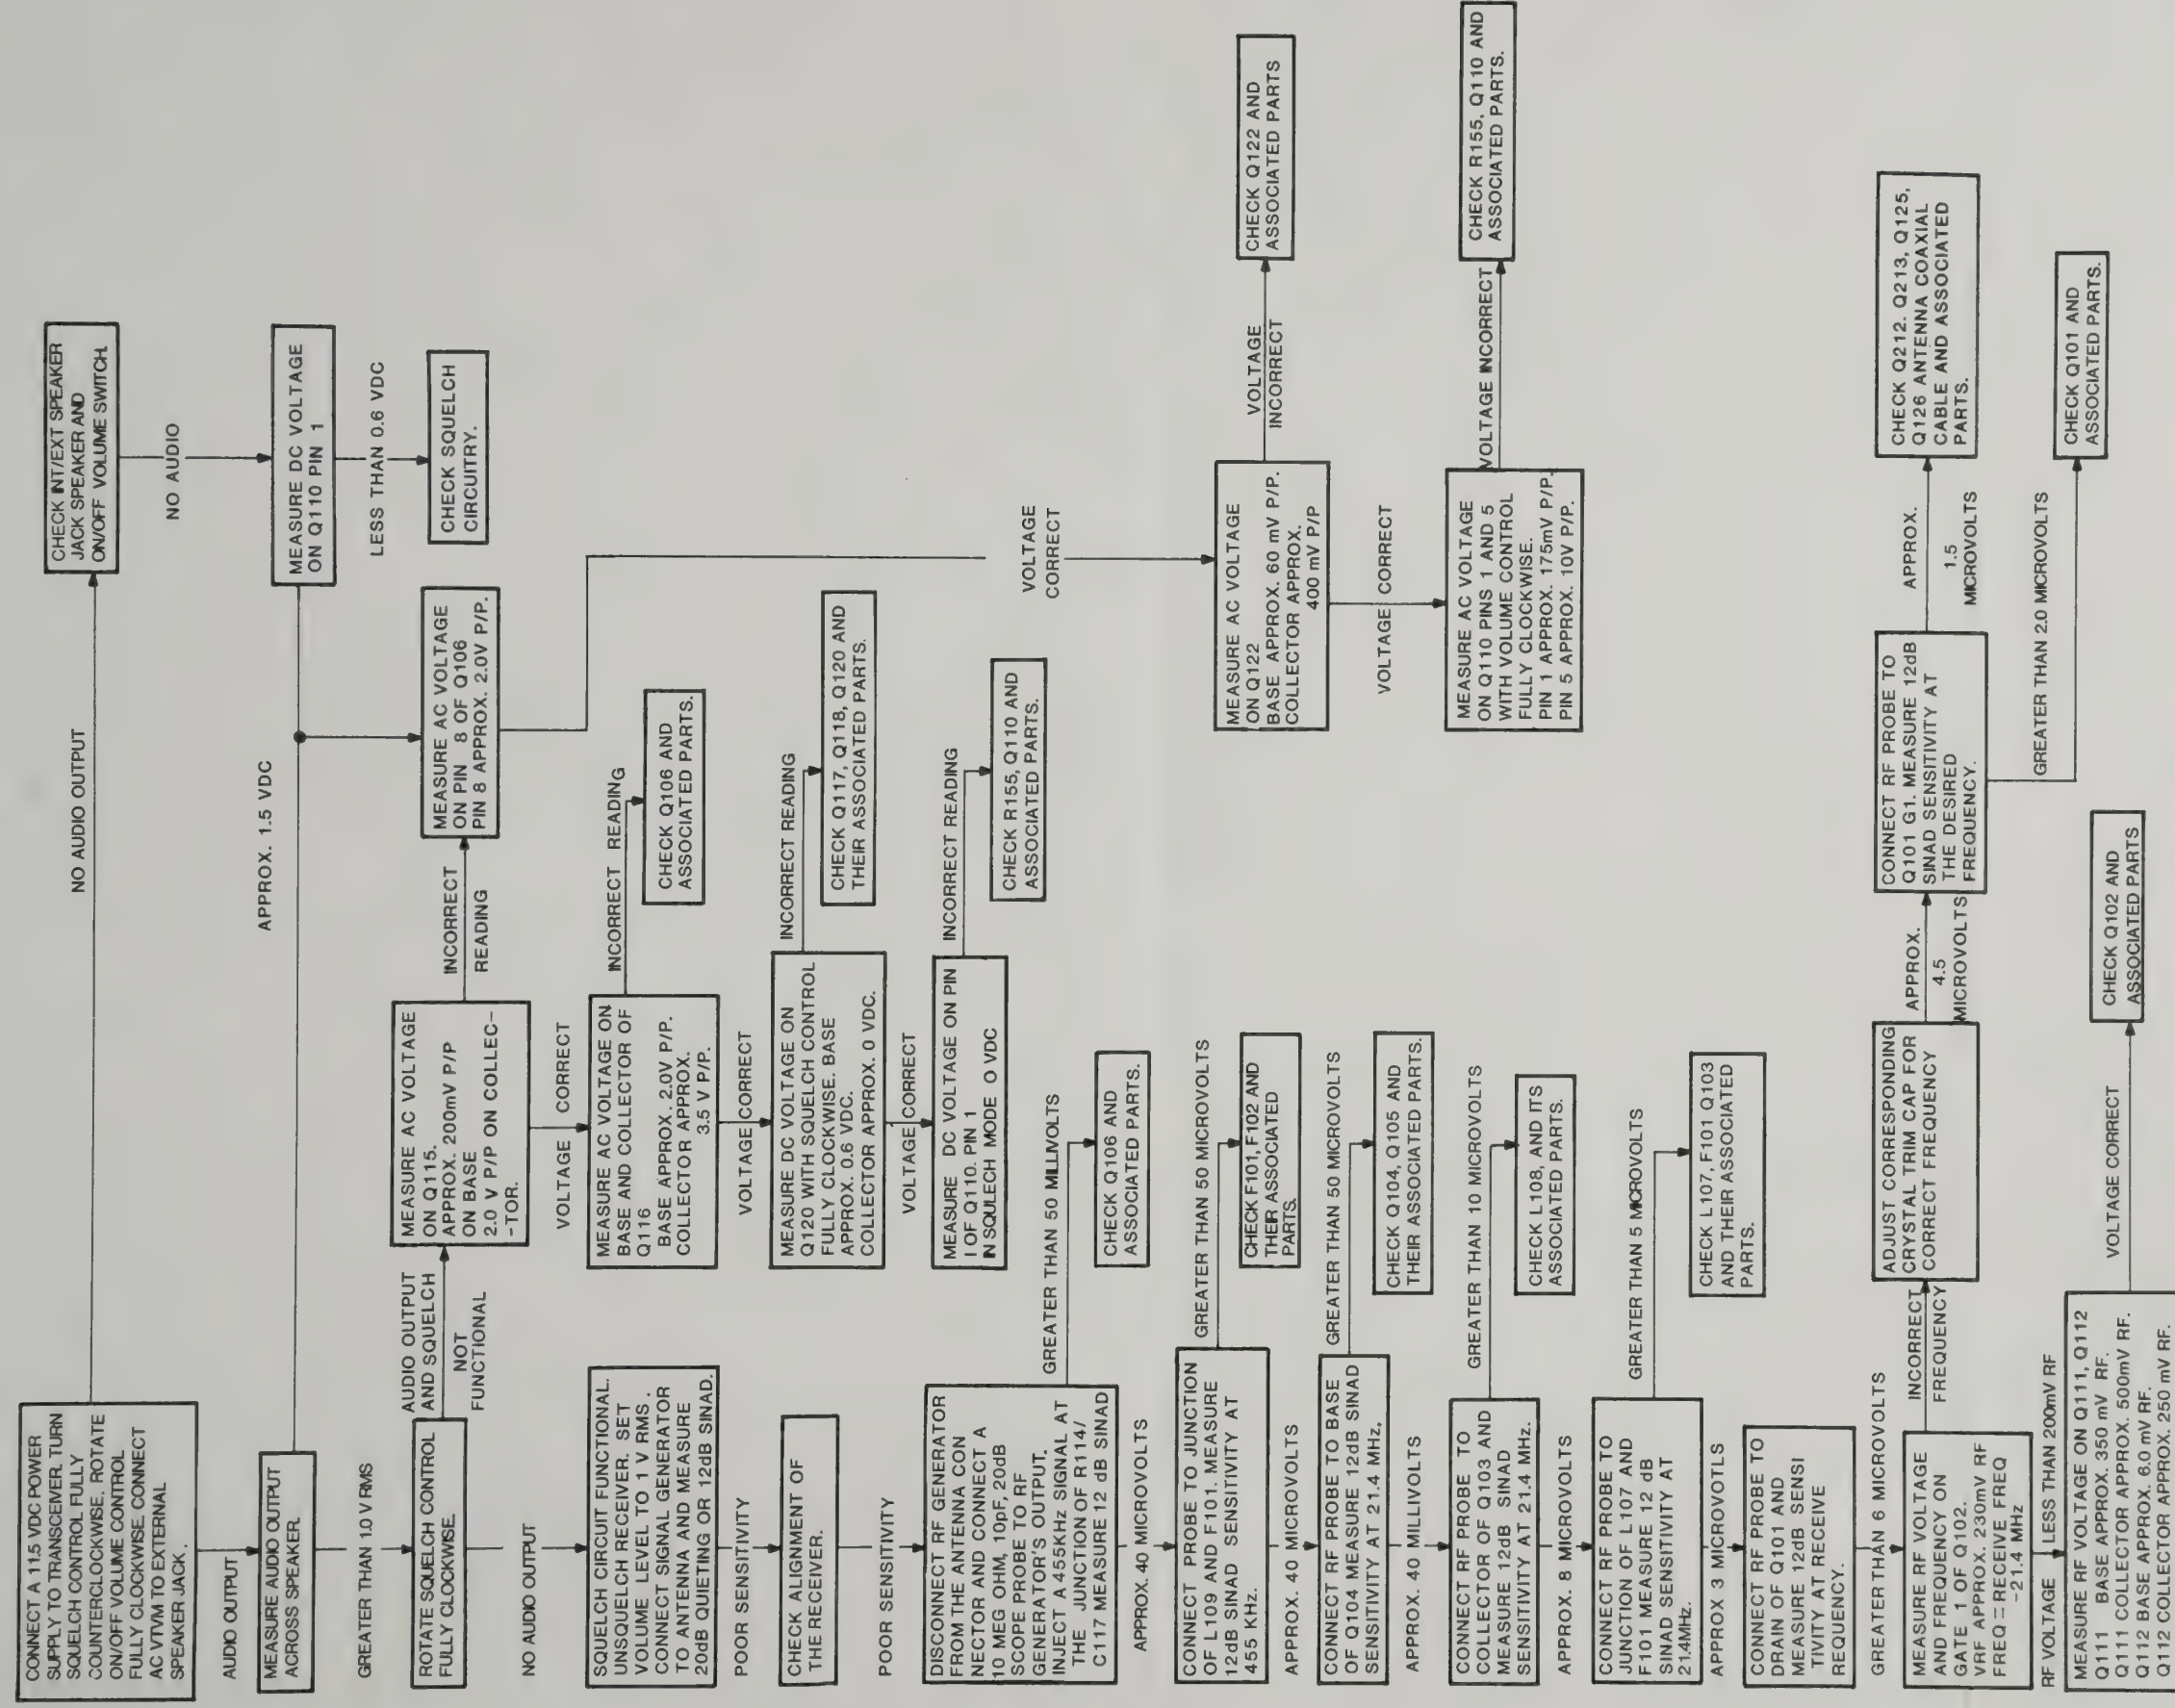 CONNECT A 11.5 VDC POWER
SUPPLY TO TRANSCEIVER. TURN
SQUELCH CONTROL FULLY
COUNTERCLOCKWISE. ROTATE
ON/OFF VOLUME CONTROL
FULLY CLOCKWISE. CONNECT
AC VTVM TO EXTERNAL
SPEAKER JACK.
NO AUDIO OUTPUT
CHECK INT/EXT SPEAKER
JACK SPEAKER AND
ON/OFF VOLUME SWITCH.
NO AUDIO
AUDIO OUTPUT
MEASURE AUDIO OUTPUT
ACROSS SPEAKER.
APPROX. 1.5 VDC
MEASURE DC VOLTAGE
ON Q110 PIN 1
LESS THAN 0.6 VDC
CHECK SQUELCH
CIRCUITRY.
GREATER THAN 1.0 V RMS
ROTATE SQUELCH CONTROL
FULLY CLOCKWISE.
AUDIO OUTPUT
AND SQUELCH
NOT
FUNCTIONAL
MEASURE AC VOLTAGE
ON Q115.
APPROX. 200mV P/P
ON BASE
2.0 V P/P ON COLLEC-
-TOR.
INCORRECT
READING
MEASURE AC VOLTAGE
ON PIN 8 OF Q106
PIN 8 APPROX. 2.0V P/P.
VOLTAGE CORRECT
NO AUDIO OUTPUT
SQUELCH CIRCUIT FUNCTIONAL.
UNSQUELCH RECEIVER. SET
VOLUME LEVEL TO 1 V RMS.
CONNECT SIGNAL GENERATOR
TO ANTENNA AND MEASURE
20dB QUIETING OR 12dB SINAD.
MEASURE AC VOLTAGE ON
BASE AND COLLECTOR OF
Q116
BASE APPROX. 2.0V P/P.
COLLECTOR APPROX.
3.5 V P/P.
INCORRECT READING
CHECK Q106 AND
ASSOCIATED PARTS.
POOR SENSITIVITY
VOLTAGE CORRECT
CHECK ALIGNMENT OF
THE RECEIVER.
MEASURE DC VOLTAGE ON
Q120 WITH SQUELCH CONTROL
FULLY CLOCKWISE. BASE
APPROX. 0.6 VDC.
COLLECTOR APPROX. 0 VDC.
INCORRECT READING
CHECK Q117, Q118, Q120 AND
THEIR ASSOCIATED PARTS.
POOR SENSITIVITY
VOLTAGE CORRECT
DISCONNECT RF GENERATOR
FROM THE ANTENNA CON
NECTOR AND CONNECT A
10 MEG OHM, 10pF, 20dB
SCOPE PROBE TO RF
GENERATOR'S OUTPUT.
INJECT A 455KHz SIGNAL AT
THE JUNCTION OF R114/
C117 MEASURE 12 dB SINAD
MEASURE DC VOLTAGE ON PIN
I OF Q110. PIN 1
IN SQULECH MODE O VDC
INCORRECT READING
CHECK R155, Q110 AND
ASSOCIATED PARTS.
VOLTAGE
CORRECT
GREATER THAN 50 MILLIVOLTS
CHECK Q106 AND
ASSOCIATED PARTS.
APPROX. 40 MICROVOLTS
CONNECT PROBE TO JUNCTION
OF L109 AND F101. MEASURE
12dB SINAD SENSITIVITY AT
455 KHz.
GREATER THAN 50 MICROVOLTS
CHECK F101, F102 AND
THEIR ASSOCIATED
PARTS.
MEASURE AC VOLTAGE
ON Q122
BASE APPROX. 60 mV P/P.
COLLECTOR APPROX.
400 mV P/P
VOLTAGE
INCORRECT
CHECK Q122 AND
ASSOCIATED PARTS
APPROX. 40 MICROVOLTS
CONNECT RF PROBE TO BASE
OF Q104 MEASURE 12dB SINAD
SENSITIVITY AT 21.4 MHz.
GREATER THAN 50 MICROVOLTS
CHECK Q104, Q105 AND
THEIR ASSOCIATED PARTS.
VOLTAGE CORRECT
APPROX. 40 MILLIVOLTS
CONNECT RF PROBE TO
COLLECTOR OF Q103 AND
MEASURE 12dB SINAD
SENSITIVITY AT 21.4 MHz.
GREATER THAN 10 MICROVOLTS
CHECK L108, AND ITS
ASSOCIATED PARTS.
MEASURE AC VOLTAGE
ON Q110 PINS 1 AND 5
WITH VOLUME CONTROL
FULLY CLOCKWISE.
PIN 1 APPROX. 175mV P/P.
PIN 5 APPROX. 10V P/P.
VOLTAGE INCORRECT
CHECK R155, Q110 AND
ASSOCIATED PARTS.
APPROX. 8 MICROVOLTS
CONNECT RF PROBE TO
JUNCTION OF L107 AND
F101 MEASURE 12 dB
SINAD SENSITIVITY AT
21.4MHz.
GREATER THAN 5 MICROVOLTS
CHECK L107, F101 Q103
AND THEIR ASSOCIATED
PARTS.
APPROX 3 MICROVOTLS
CONNECT RF PROBE TO
DRAIN OF Q101 AND
MEASURE 12dB SENSI
TIVITY AT RECEIVE
REQUENCY.
GREATER THAN 6 MICROVOLTS
MEASURE RF VOLTAGE
AND FREQUENCY ON
GATE 1 OF Q102.
VRF APPROX. 230mV RF
FREQ = RECEIVE FREQ
-21.4 MHz
INCORRECT
FREQUENCY
ADJUST CORRESPONDING
CRYSTAL TRIM CAP FOR
CORRECT FREQUENCY
APPROX.
4.5
MICROVOLTS
CONNECT RF PROBE TO
Q101 G1. MEASURE 12dB
SINAD SENSITIVITY AT
THE DESIRED
FREQUENCY.
APPROX.
1.5
MICROVOLTS
CHECK Q212. Q213, Q125,
Q126 ANTENNA COAXIAL
CABLE AND ASSOCIATED
PARTS.
GREATER THAN 2.0 MICROVOLTS
CHECK Q101 AND
ASSOCIATED PARTS.
RF VOLTAGE LESS THAN 200mV RF
MEASURE RF VOLTAGE ON Q111, Q112
Q111 BASE APPROX. 350 mV RF.
Q111 COLLECTOR APPROX. 500mV RF.
Q112 BASE APPROX. 6.0 mV RF.
Q112 COLLECTOR APPROX. 250 mV RF.
VOLTAGE CORRECT
CHECK Q102 AND
ASSOCIATED PARTS